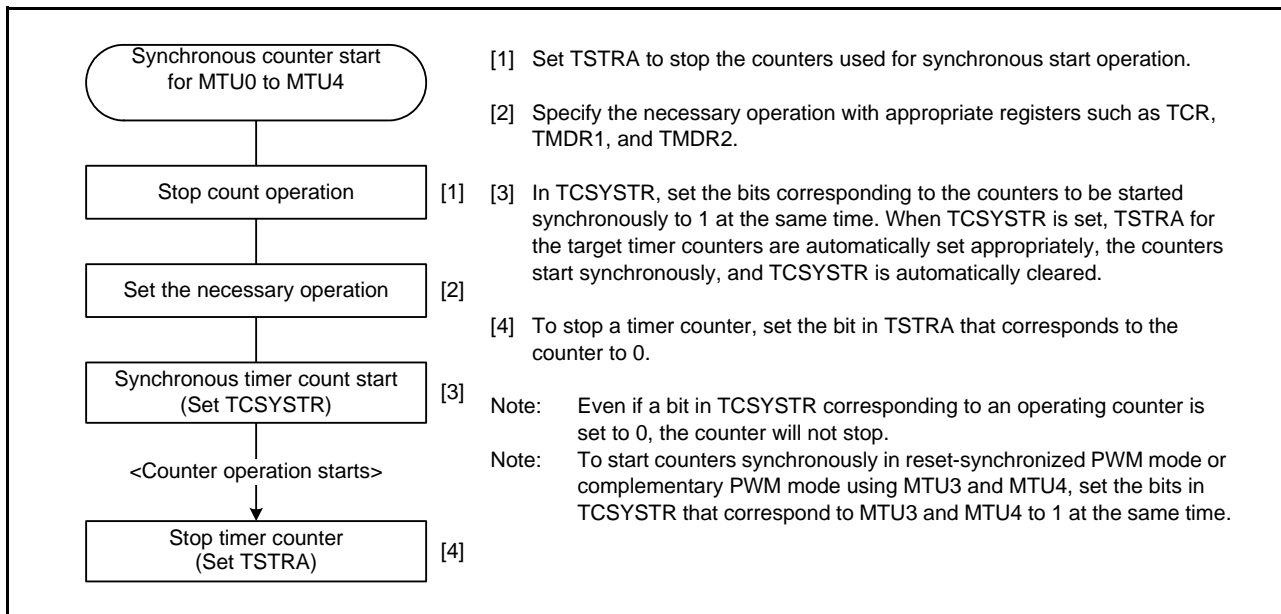 Synchronous counter start
for MTU0 to MTU4
Stop count operation
[1]
Set the necessary operation
[2]
Synchronous timer count start
(Set TCSYSTR)
[3]
<Counter operation starts>
Stop timer counter
(Set TSTRA)
[4]
[1] Set TSTRA to stop the counters used for synchronous start operation.
[2] Specify the necessary operation with appropriate registers such as TCR,
TMDR1, and TMDR2.
[3] In TCSYSTR, set the bits corresponding to the counters to be started
synchronously to 1 at the same time. When TCSYSTR is set, TSTRA for
the target timer counters are automatically set appropriately, the counters
start synchronously, and TCSYSTR is automatically cleared.
[4] To stop a timer counter, set the bit in TSTRA that corresponds to the
counter to 0.
Note: Even if a bit in TCSYSTR corresponding to an operating counter is
set to 0, the counter will not stop.
Note: To start counters synchronously in reset-synchronized PWM mode or
complementary PWM mode using MTU3 and MTU4, set the bits in
TCSYSTR that correspond to MTU3 and MTU4 to 1 at the same time.